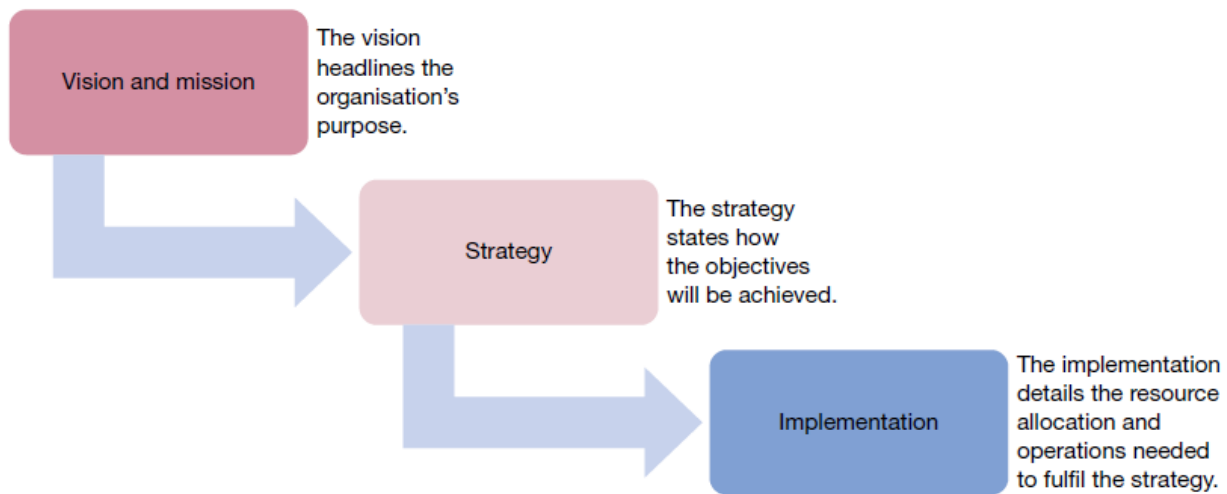 Vision and mission
The vision
headlines the
organisation's
purpose.
Strategy
The strategy
states how
the objectives
will be achieved.
Implementation
The implementation
details the resource
allocation and
operations needed
to fulfil the strategy.